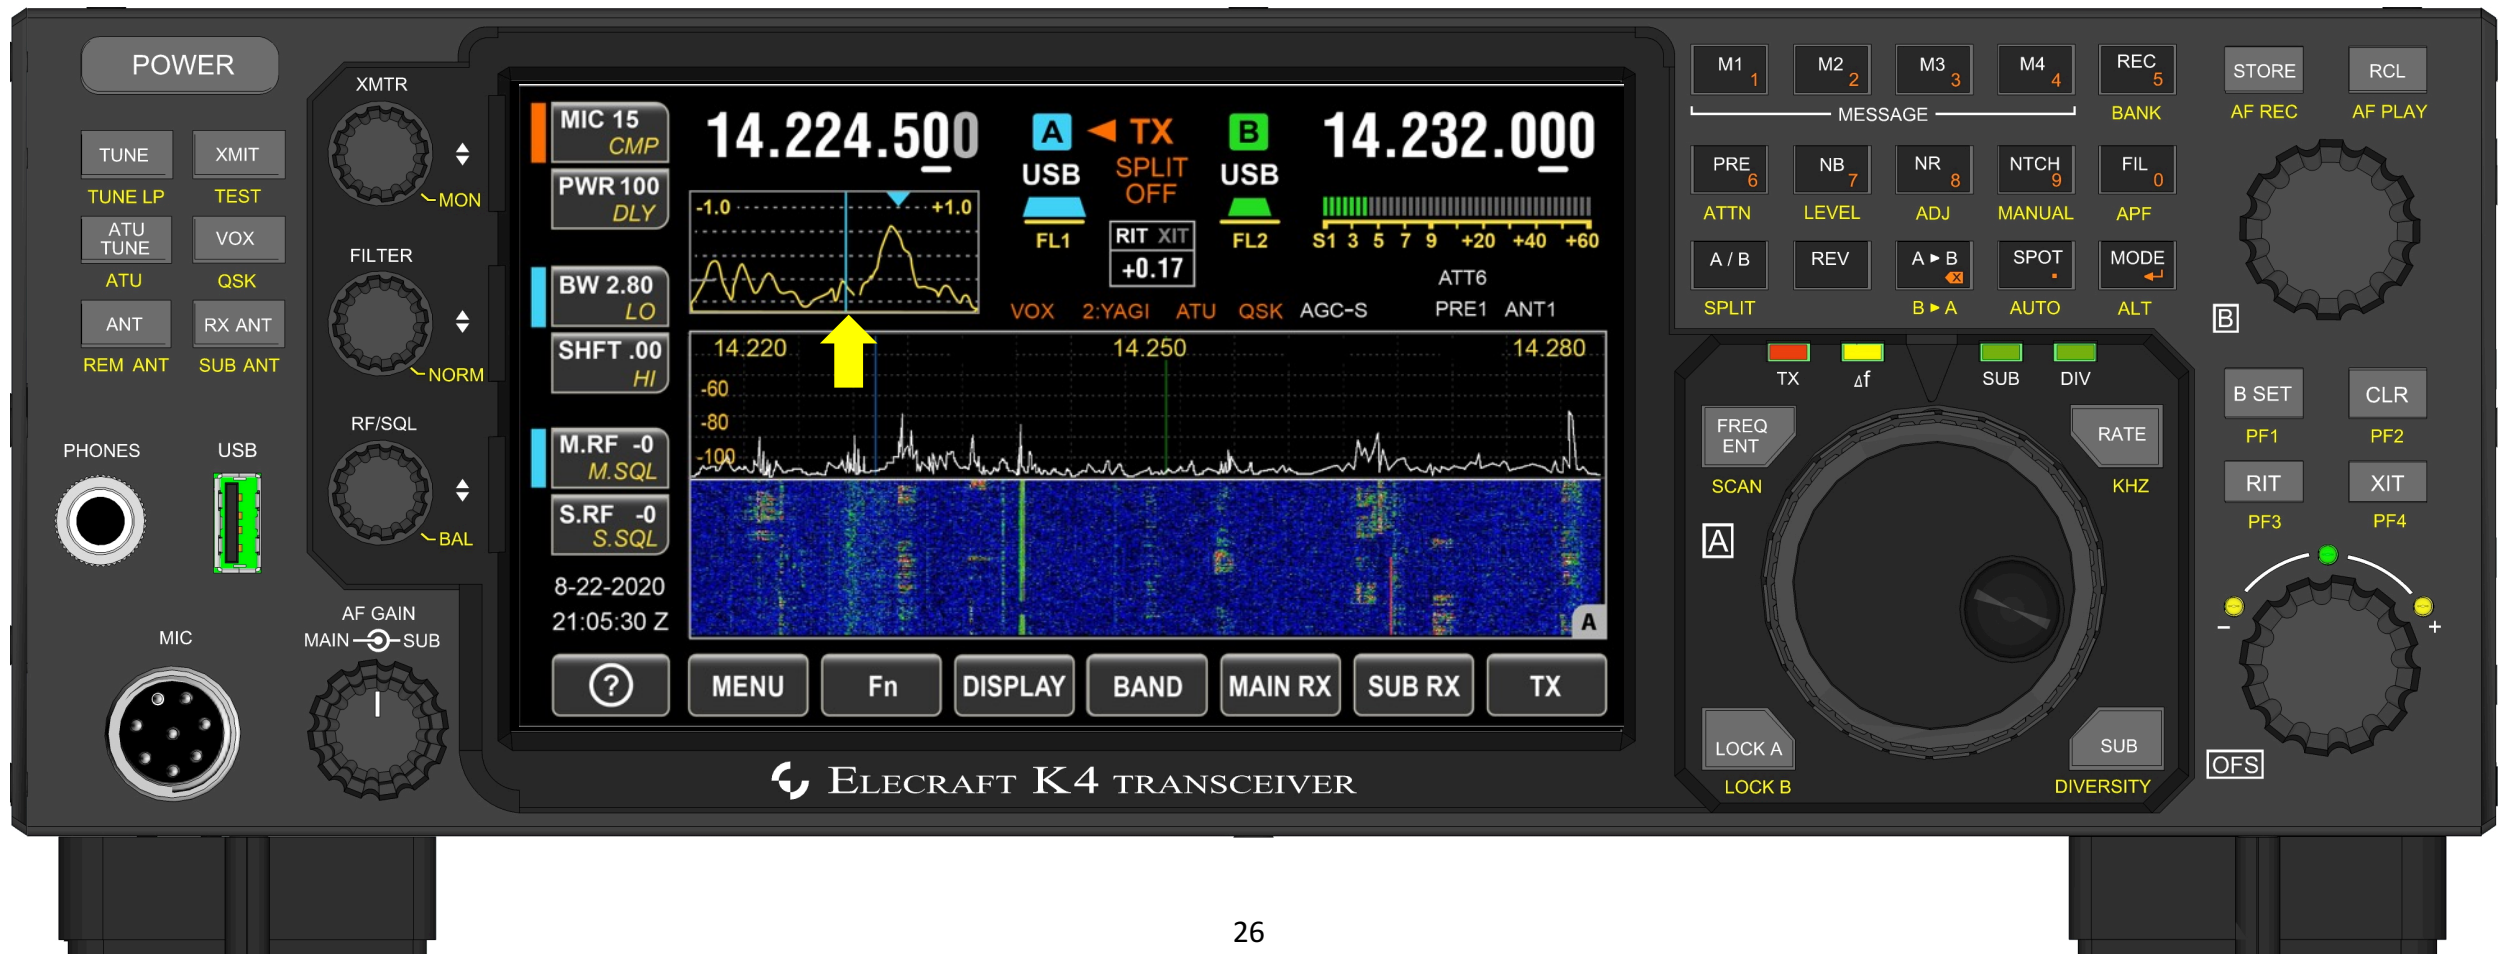 POWER
TUNE
XMIT
TUNE LP
TEST
ATU
TUNE
VOX
ATU
QSK
ANT
RX ANT
REM ANT
SUB ANT
PHONES
USB
MIC
XMTR
MON
FILTER
NORM
RF/SQL
BAL
AF GAIN
MAIN
SUB
MIC 15
CMP
PWR 100
DLY
BW 2.80
LO
SHFT .00
HI
M.RF -0
M.SQL
S.RF -0
S.SQL
8-22-2020
21:05:30 Z
14.224.500
A
TX
B
14.232.000
USB
SPLIT
OFF
USB
-1.0
+1.0
FL1
RIT XIT
+0.17
FL2
S1 3 5 7 9 +20 +40 +60
ATT6
VOX 2:YAGI ATU QSK AGC-S PRE1 ANT1
14.220
14.250
14.280
-60
-80
-100
A
?
MENU
Fn
DISPLAY
BAND
MAIN RX
SUB RX
TX
ELECRAFT K4 TRANSCEIVER
M1 1
M2 2
M3 3
M4 4
REC 5
MESSAGE
BANK
PRE 6
NB 7
NR 8
NTCH 9
FIL 0
ATTN
LEVEL
ADJ
MANUAL
APF
A / B
REV
A ▸ B
SPOT .
MODE
SPLIT
B ▸ A
AUTO
ALT
TX
Δf
SUB
DIV
FREQ
ENT
RATE
SCAN
KHZ
A
LOCK A
SUB
LOCK B
DIVERSITY
STORE
RCL
AF REC
AF PLAY
B
B SET
CLR
PF1
PF2
RIT
XIT
PF3
PF4
−
+
OFS
26